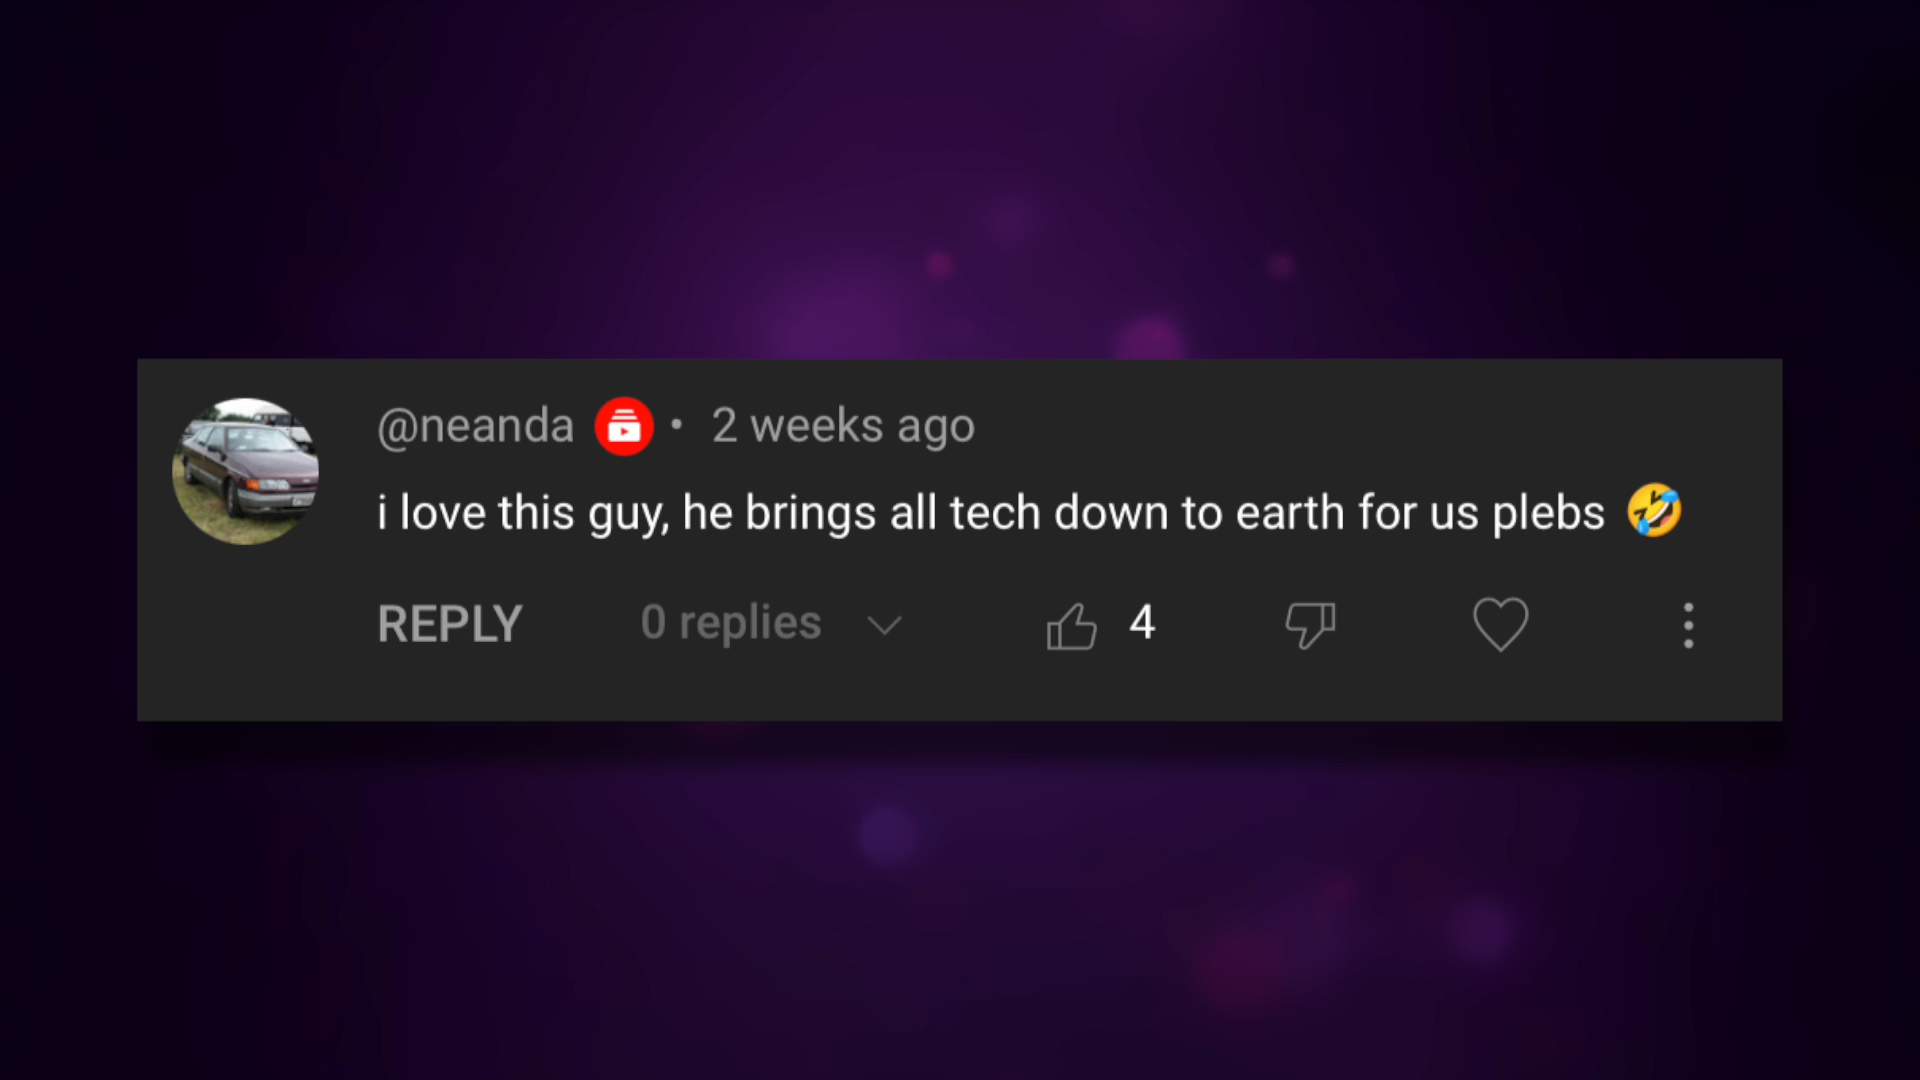 @neanda • 2 weeks ago
i love this guy, he brings all tech down to earth for us plebs 🤣
REPLY 0 replies 4